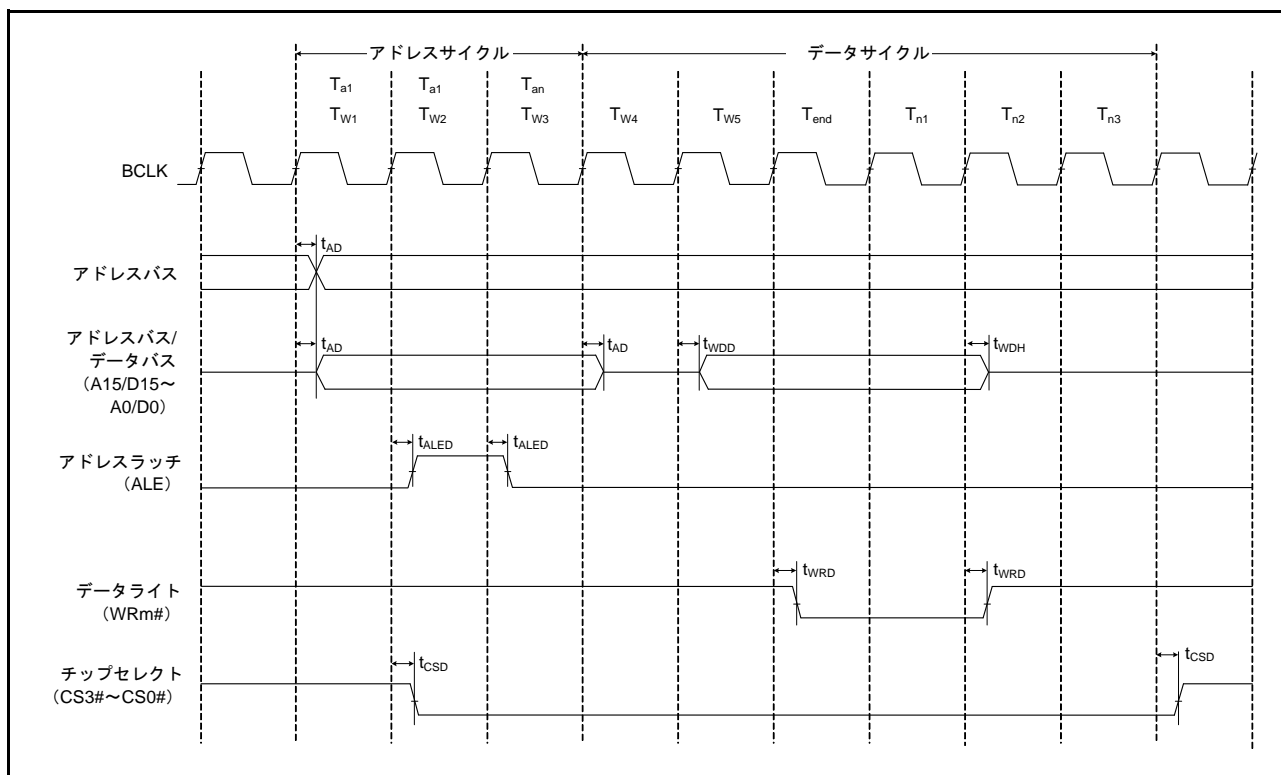 アドレスサイクル データサイクル
Ta1 Ta1 Tan
TW1 TW2 TW3 TW4 TW5 Tend Tn1 Tn2 Tn3
BCLK
tAD
アドレスバス
アドレスバス/
データバス
（A15/D15～
A0/D0）
tAD tAD tWDD tWDH
アドレスラッチ
（ALE）
tALED tALED
データライト
（WRm#）
tWRD tWRD
チップセレクト
（CS3#～CS0#）
tCSD tCSD